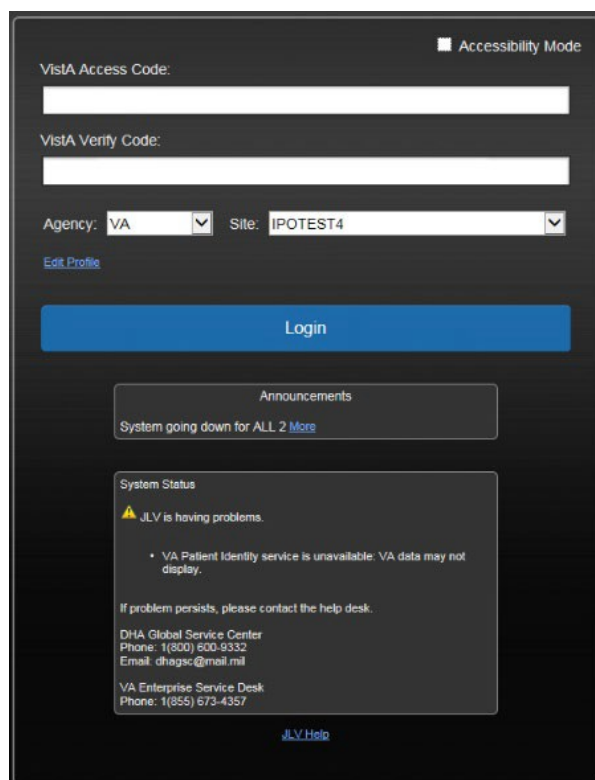 Accessibility Mode
VistA Access Code:
VistA Verify Code:
Agency: VA Site: IPOTEST4
Edit Profile
Login
Announcements
System going down for ALL 2 More
System Status
JLV is having problems.
• VA Patient Identity service is unavailable: VA data may not
display.
If problem persists, please contact the help desk.
DHA Global Service Center
Phone: 1(800) 600-9332
Email: dhagsc@mail.mil
VA Enterprise Service Desk
Phone: 1(855) 673-4357
JLV Help